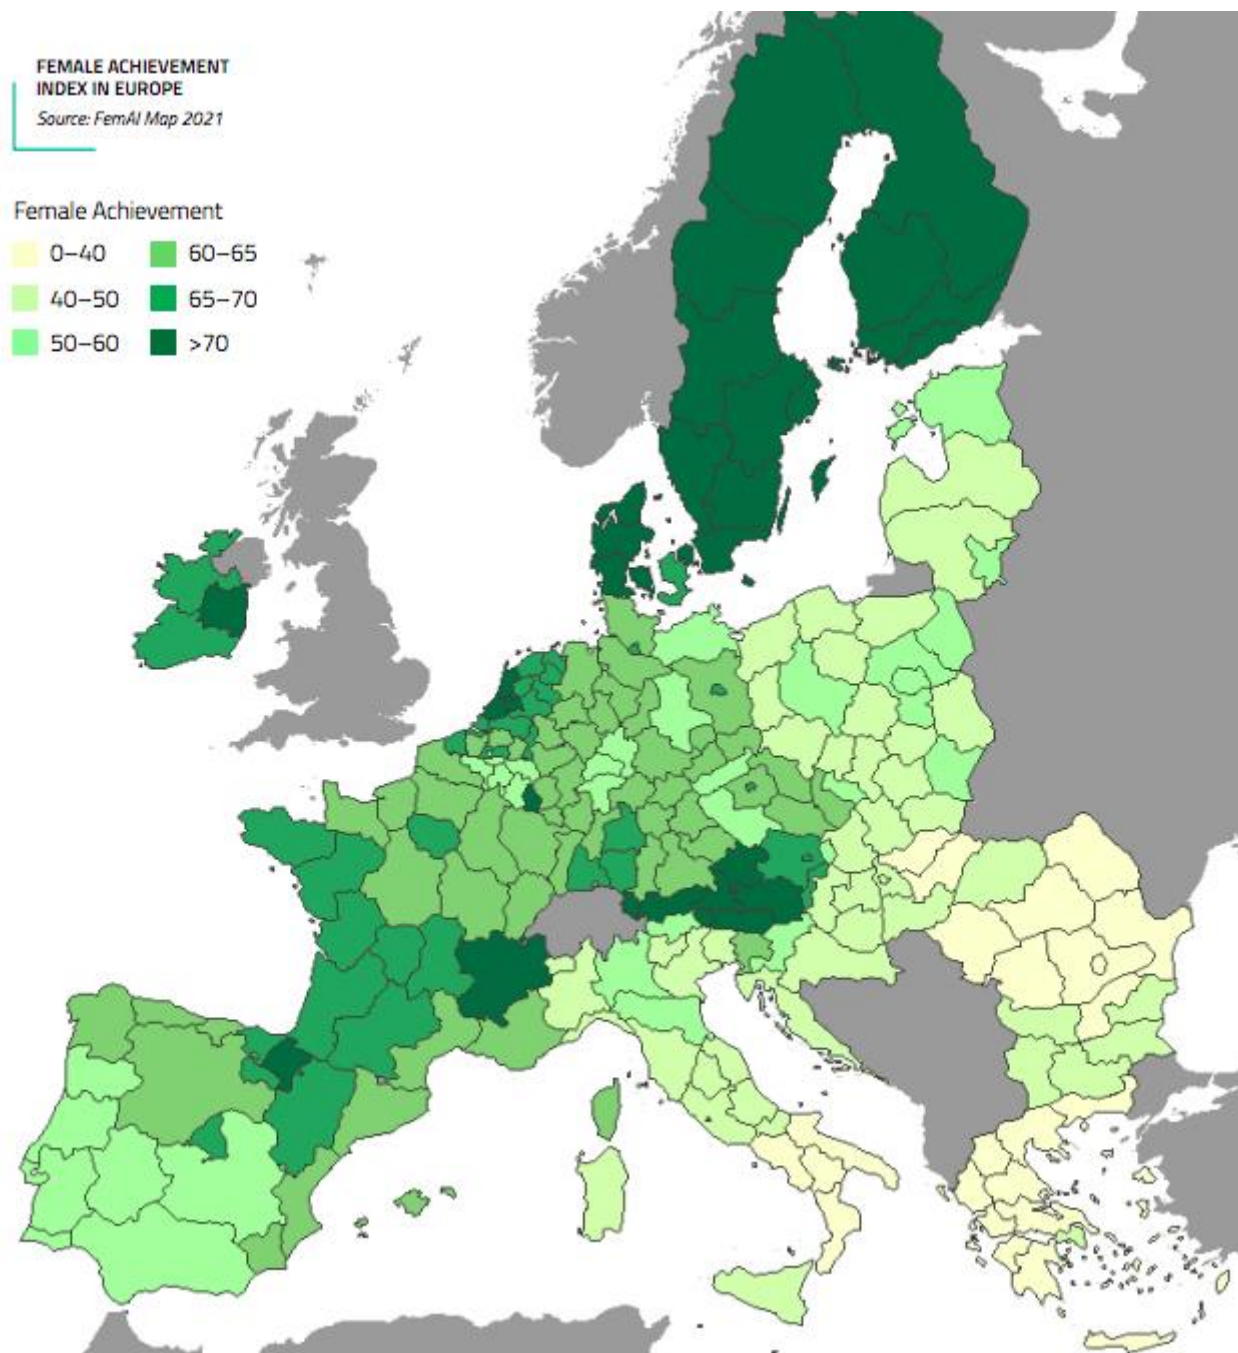 FEMALE ACHIEVEMENT
INDEX IN EUROPE
Source: FemAI Map 2021
Female Achievement
0–40
60–65
40–50
65–70
50–60
>70